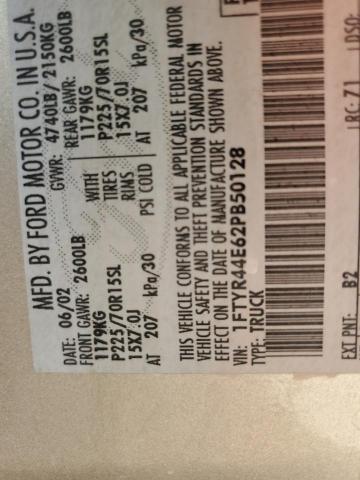 MFD. BY FORD MOTOR CO. IN U.S.A.
DATE: 06/02 GVWR: 4740LB / 2150KG
FRONT GAWR: 2600LB REAR GAWR: 2600LB
1179KG WITH 1179KG
P225/70R15SL TIRES P225/70R15SL
15X7.0J RIMS 15X7.0J
AT 207 kPa/30 PSI COLD AT 207 kPa/30
THIS VEHICLE CONFORMS TO ALL APPLICABLE FEDERAL MOTOR
VEHICLE SAFETY AND THEFT PREVENTION STANDARDS IN
EFFECT ON THE DATE OF MANUFACTURE SHOWN ABOVE.
VIN: 1FTYR44E62PB50128
TYPE: TRUCK
EXT PNT: B2 RC: 71 DSO: